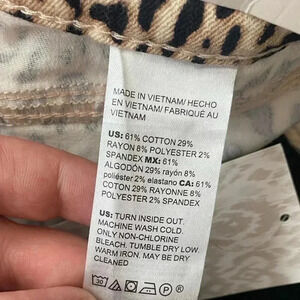 MADE IN VIETNAM/ HECHO
EN VIETNAM/ FABRIQUÉ AU
VIETNAM
US: 61% COTTON 29%
RAYON 8% POLYESTER 2%
SPANDEX MX: 61%
ALGODÓN 29% rayón 8%
poliéster 2% elastano CA: 61%
COTON 29% RAYONNE 8%
POLYESTER 2% SPANDEX
US: TURN INSIDE OUT.
MACHINE WASH COLD.
ONLY NON-CHLORINE
BLEACH. TUMBLE DRY LOW.
WARM IRON. MAY BE DRY
CLEANED
30 P